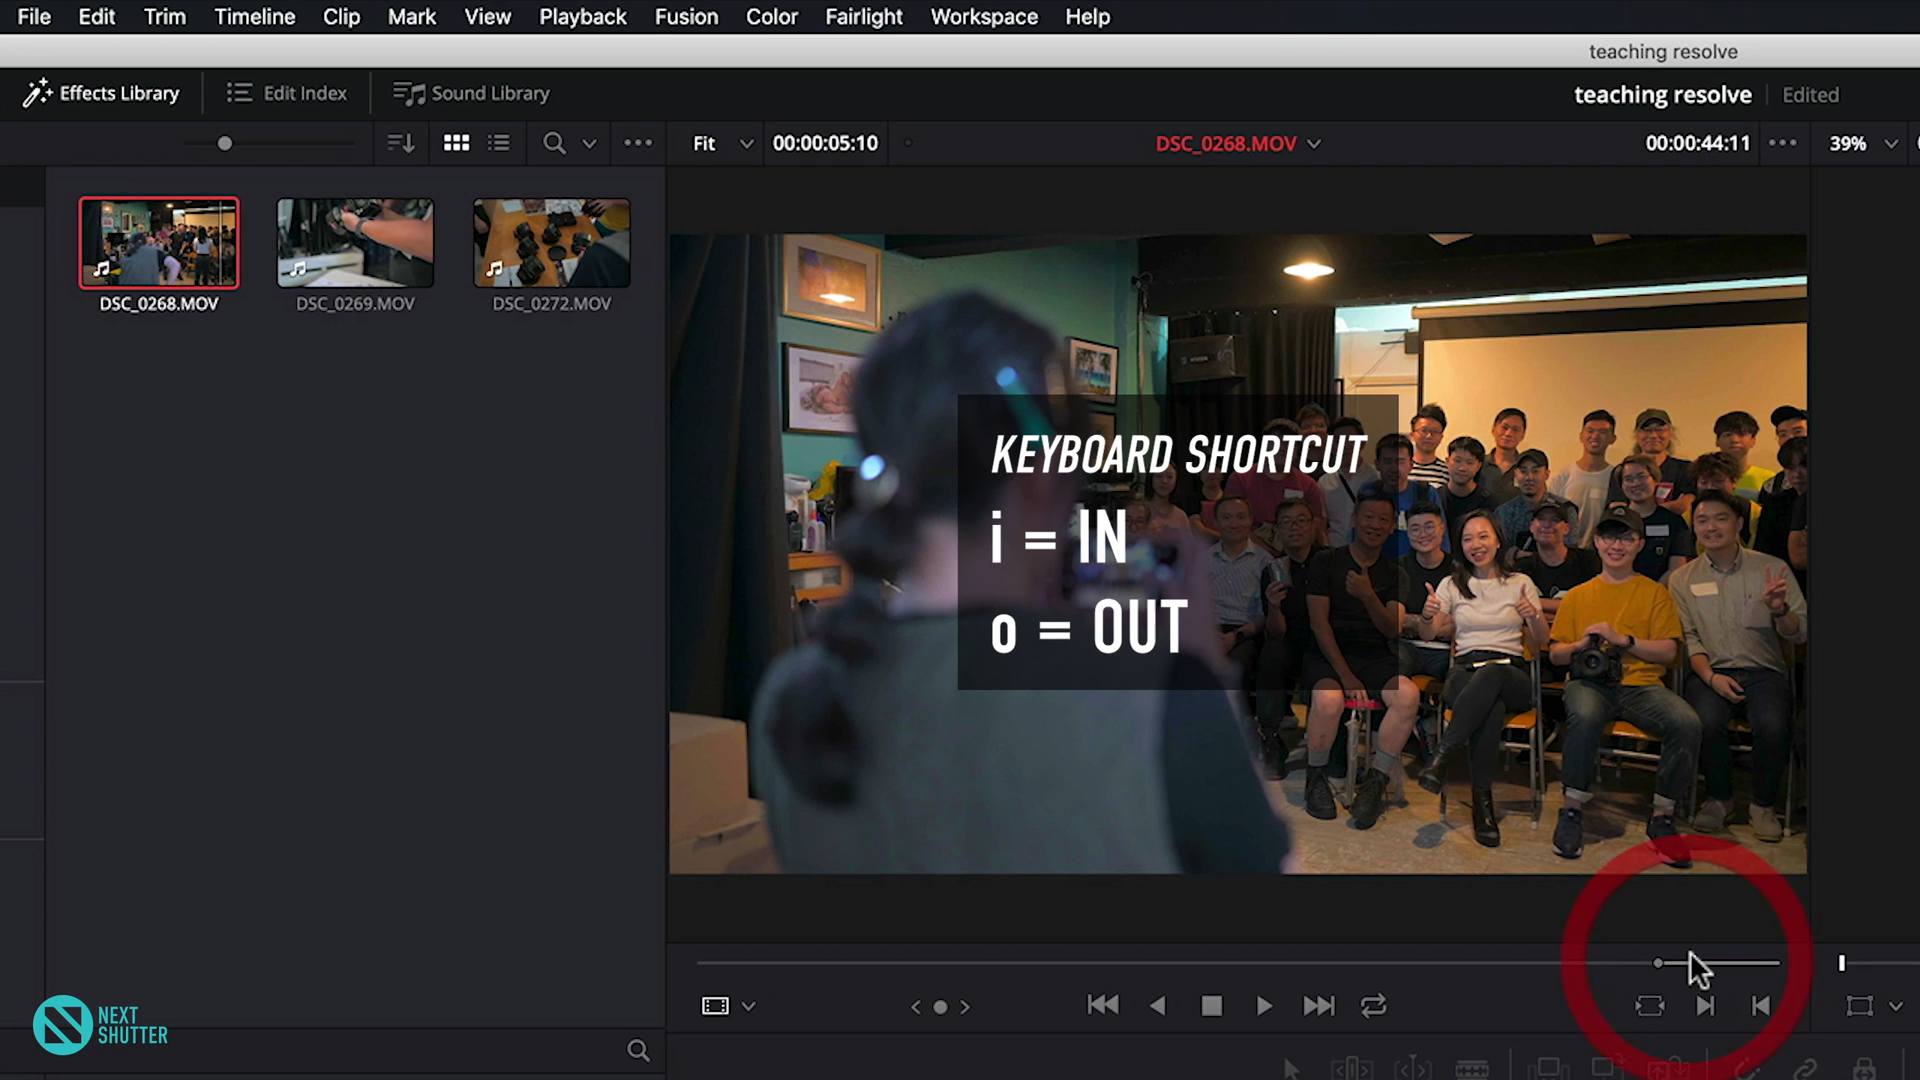 File Edit Trim Timeline Clip Mark View Playback Fusion Color Fairlight Workspace Help
teaching resolve
Effects Library Edit Index Sound Library teaching resolve Edited
Fit 00:00:05:10 DSC_0268.MOV 00:00:44:11 39%
DSC_0268.MOV DSC_0269.MOV DSC_0272.MOV
KEYBOARD SHORTCUT
i = IN
o = OUT
NEXT
SHUTTER